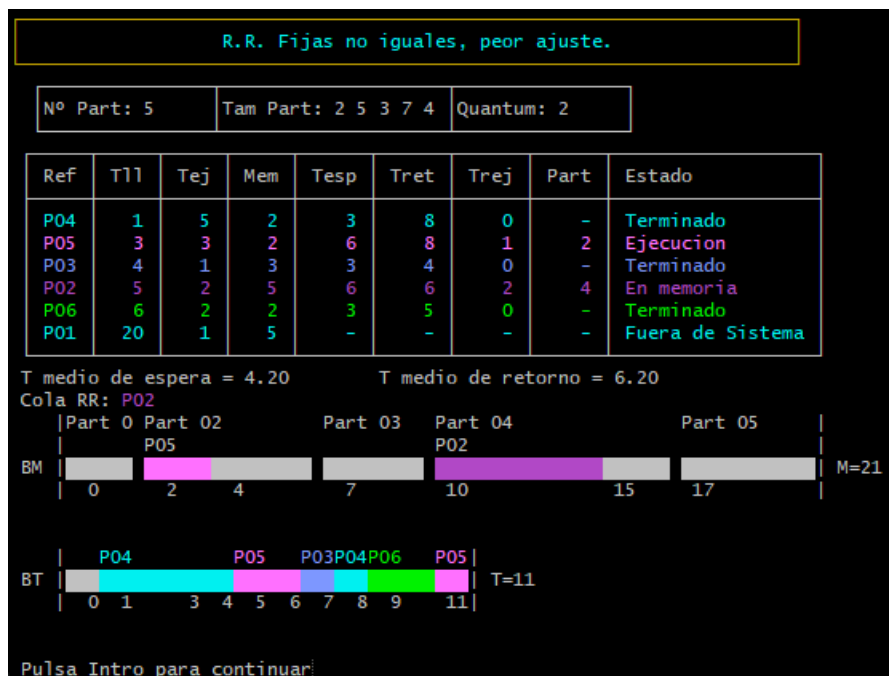 R.R. Fijas no iguales, peor ajuste.
Nº Part: 5 Tam Part: 2 5 3 7 4 Quantum: 2
Ref Tll Tej Mem Tesp Tret Trej Part Estado
P04 1 5 2 3 8 0 - Terminado
P05 3 3 2 6 8 1 2 Ejecucion
P03 4 1 3 3 4 0 - Terminado
P02 5 2 5 6 6 2 4 En memoria
P06 6 2 2 3 5 0 - Terminado
P01 20 1 5 - - - - Fuera de Sistema
T medio de espera = 4.20 T medio de retorno = 6.20
Cola RR: P02
|Part 0 Part 02 Part 03 Part 04 Part 05 |
| P05 P02 |
BM | | M=21
| 0 2 4 7 10 15 17 |
| P04 P05 P03P04P06 P05|
BT | | T=11
| 0 1 3 4 5 6 7 8 9 11|
Pulsa Intro para continuar